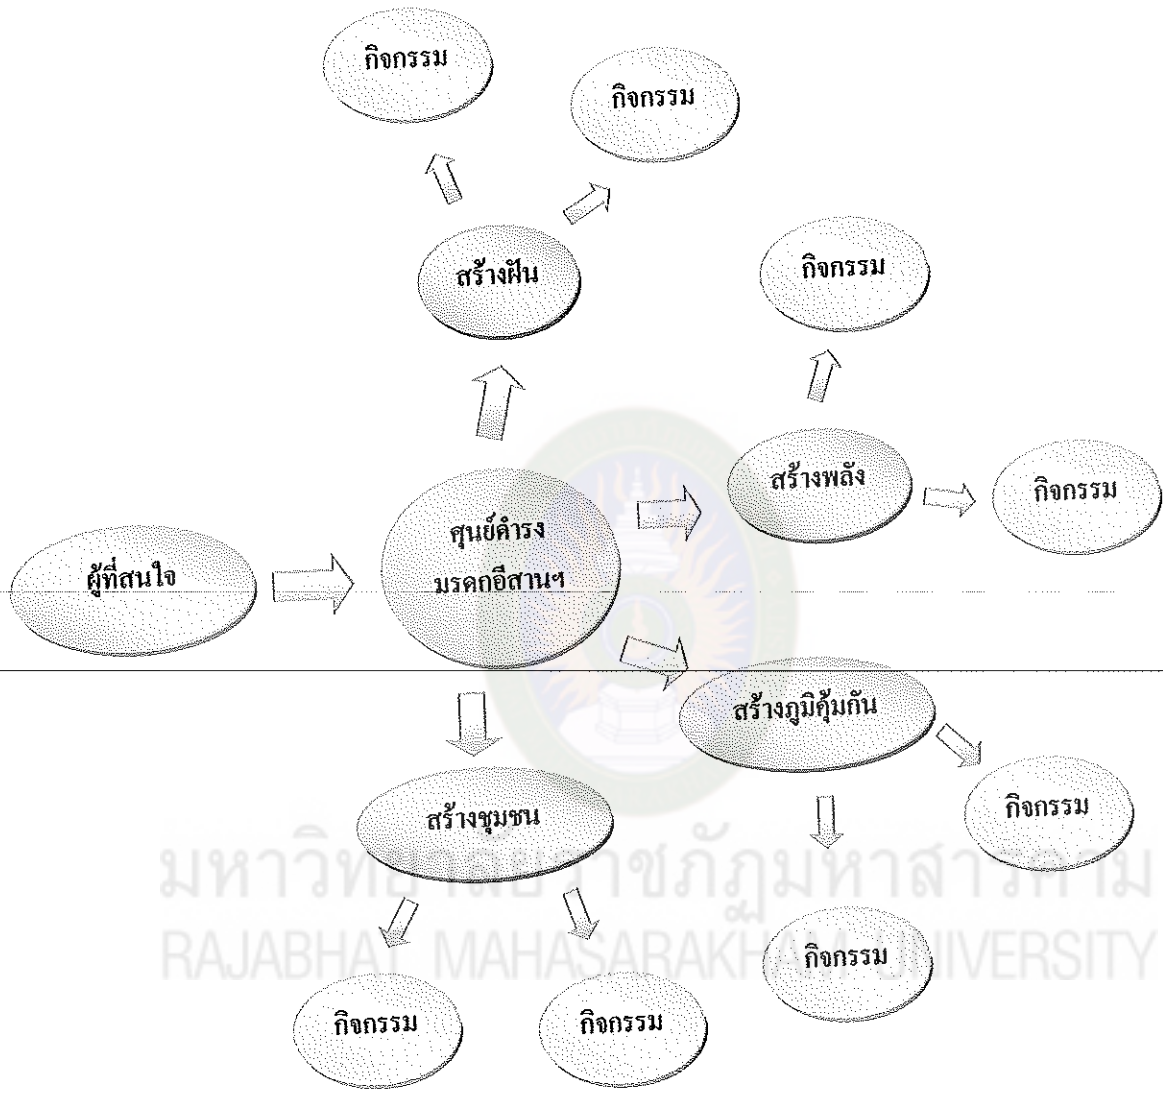 กิจกรรม
กิจกรรม
สร้างฝัน
กิจกรรม
สร้างพลัง
กิจกรรม
ศูนย์ดำรง
มรดกอีสานฯ
ผู้ที่สนใจ
สร้างภูมิคุ้มกัน
กิจกรรม
สร้างชุมชน
กิจกรรม
กิจกรรม
กิจกรรม
มหาวิทยาลัยราชภัฏมหาสารคาม
RAJABHAT MAHASARAKHAM UNIVERSITY